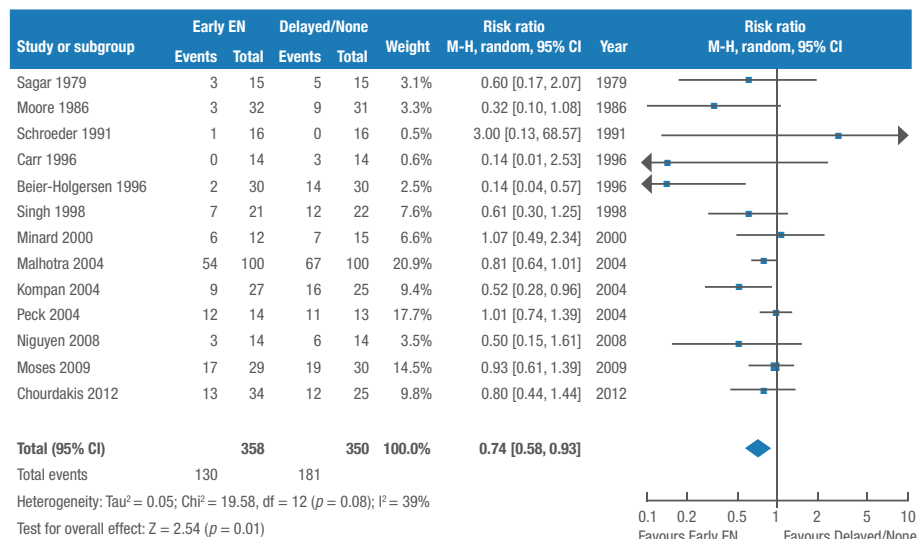 Early EN Delayed/None Risk ratio Risk ratio
Study or subgroup Events Total Events Total Weight M-H, random, 95% CI Year M-H, random, 95% CI
Sagar 1979 3 15 5 15 3.1% 0.60 [0.17, 2.07] 1979
Moore 1986 3 32 9 31 3.3% 0.32 [0.10, 1.08] 1986
Schroeder 1991 1 16 0 16 0.5% 3.00 [0.13, 68.57] 1991
Carr 1996 0 14 3 14 0.6% 0.14 [0.01, 2.53] 1996
Beier-Holgersen 1996 2 30 14 30 2.5% 0.14 [0.04, 0.57] 1996
Singh 1998 7 21 12 22 7.6% 0.61 [0.30, 1.25] 1998
Minard 2000 6 12 7 15 6.6% 1.07 [0.49, 2.34] 2000
Malhotra 2004 54 100 67 100 20.9% 0.81 [0.64, 1.01] 2004
Kompan 2004 9 27 16 25 9.4% 0.52 [0.28, 0.96] 2004
Peck 2004 12 14 11 13 17.7% 1.01 [0.74, 1.39] 2004
Niguyen 2008 3 14 6 14 3.5% 0.50 [0.15, 1.61] 2008
Moses 2009 17 29 19 30 14.5% 0.93 [0.61, 1.39] 2009
Chourdakis 2012 13 34 12 25 9.8% 0.80 [0.44, 1.44] 2012
Total (95% CI) 358 350 100.0% 0.74 [0.58, 0.93]
Total events 130 181
Heterogeneity: Tau² = 0.05; Chi² = 19.58, df = 12 (p = 0.08); I² = 39%
Test for overall effect: Z = 2.54 (p = 0.01)
0.1 0.2 0.5 1 2 5 10
Favours Early EN Favours Delayed/None